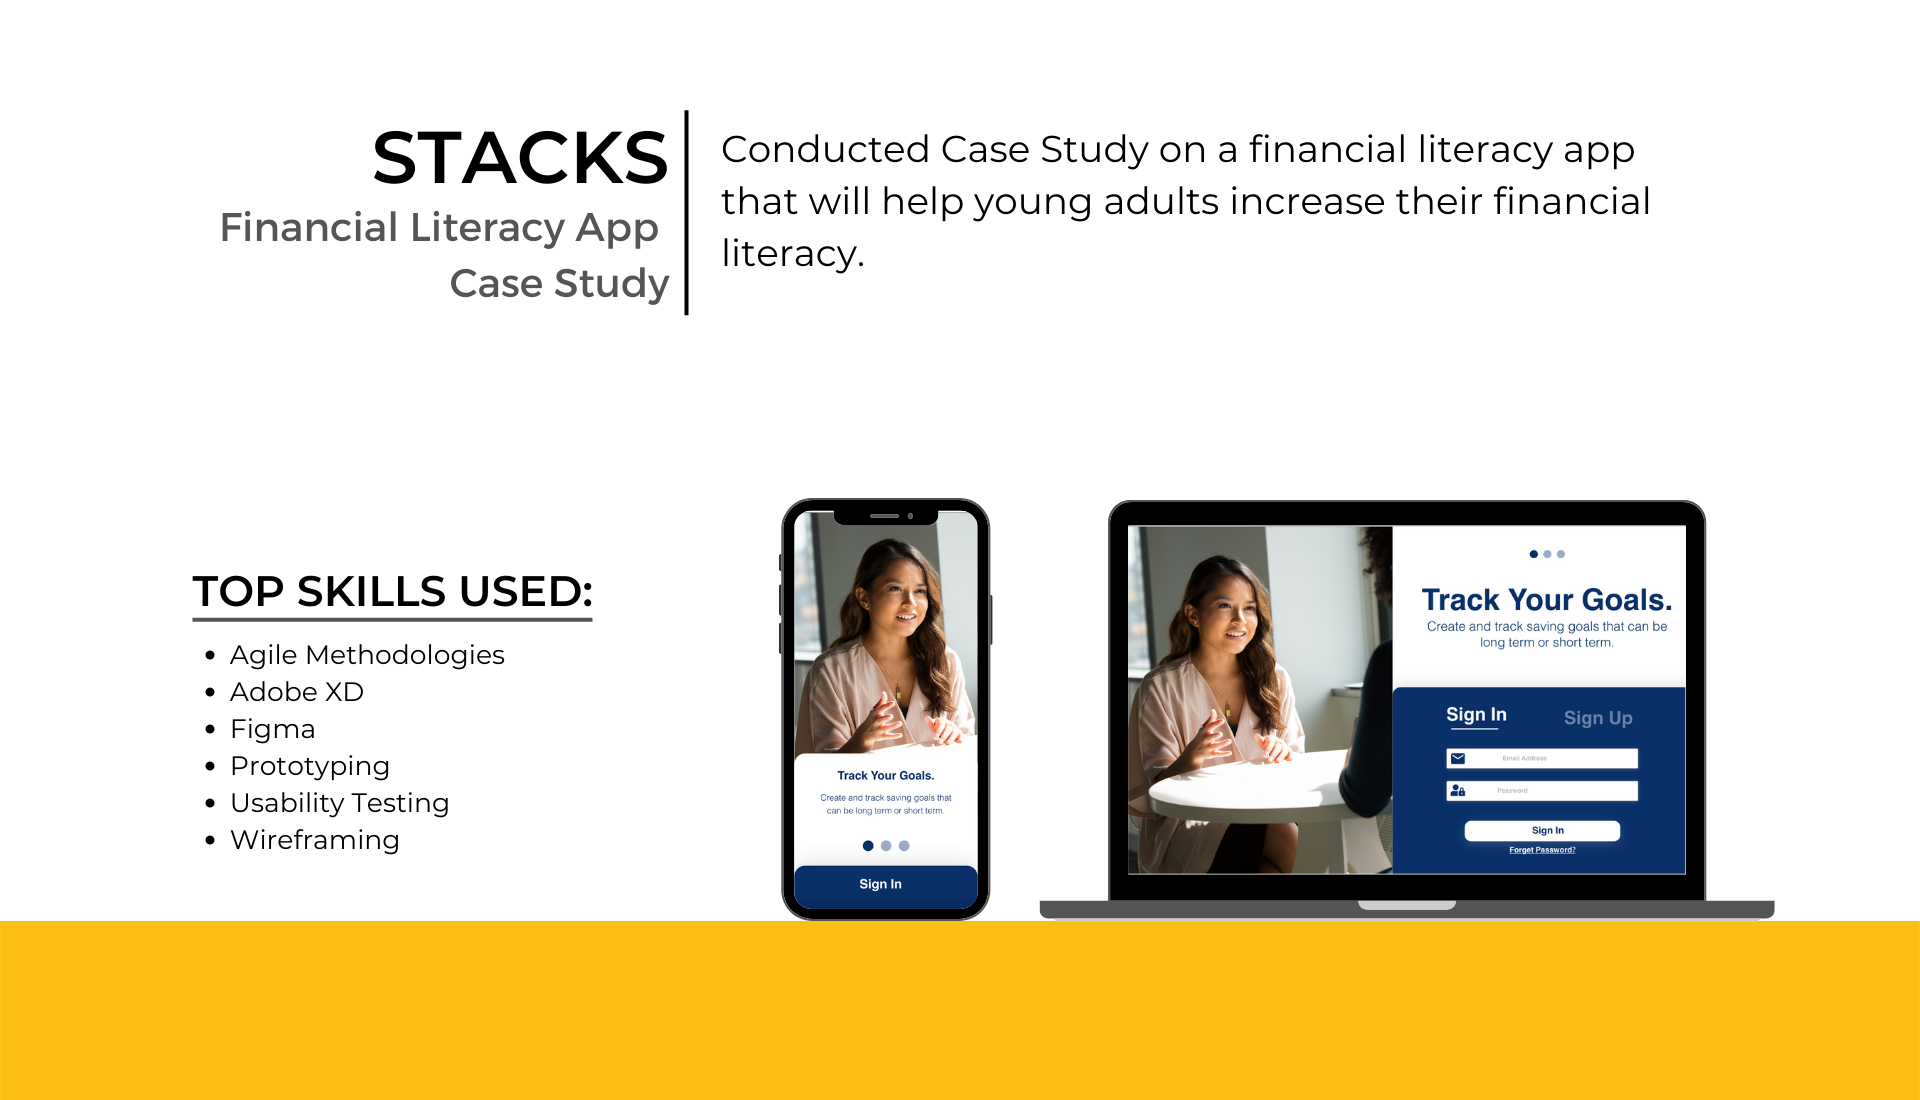 STACKS
Financial Literacy App
Case Study
Conducted Case Study on a financial literacy app
that will help young adults increase their financial
literacy.
TOP SKILLS USED:
Agile Methodologies
Adobe XD
Figma
Prototyping
Usability Testing
Wireframing
Track Your Goals.
Create and track saving goals that
can be long term or short term.
Sign In
Track Your Goals.
Create and track saving goals that can be
long term or short term.
Sign In
Sign Up
Email Address
Password
Sign In
Forget Password?